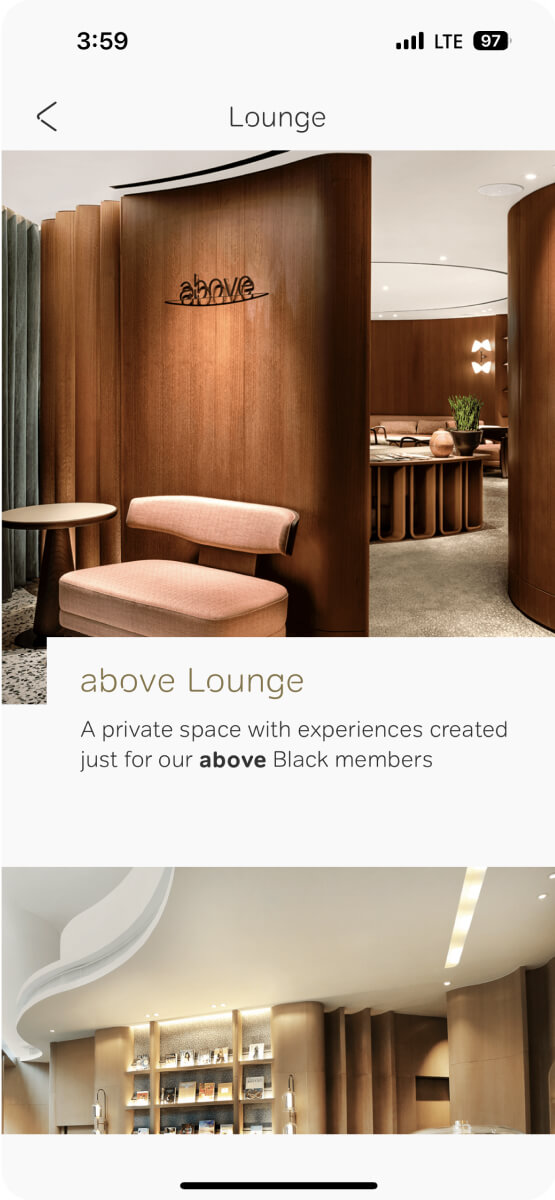 3:59
LTE 97
Lounge
above
above Lounge
A private space with experiences created
just for our above Black members